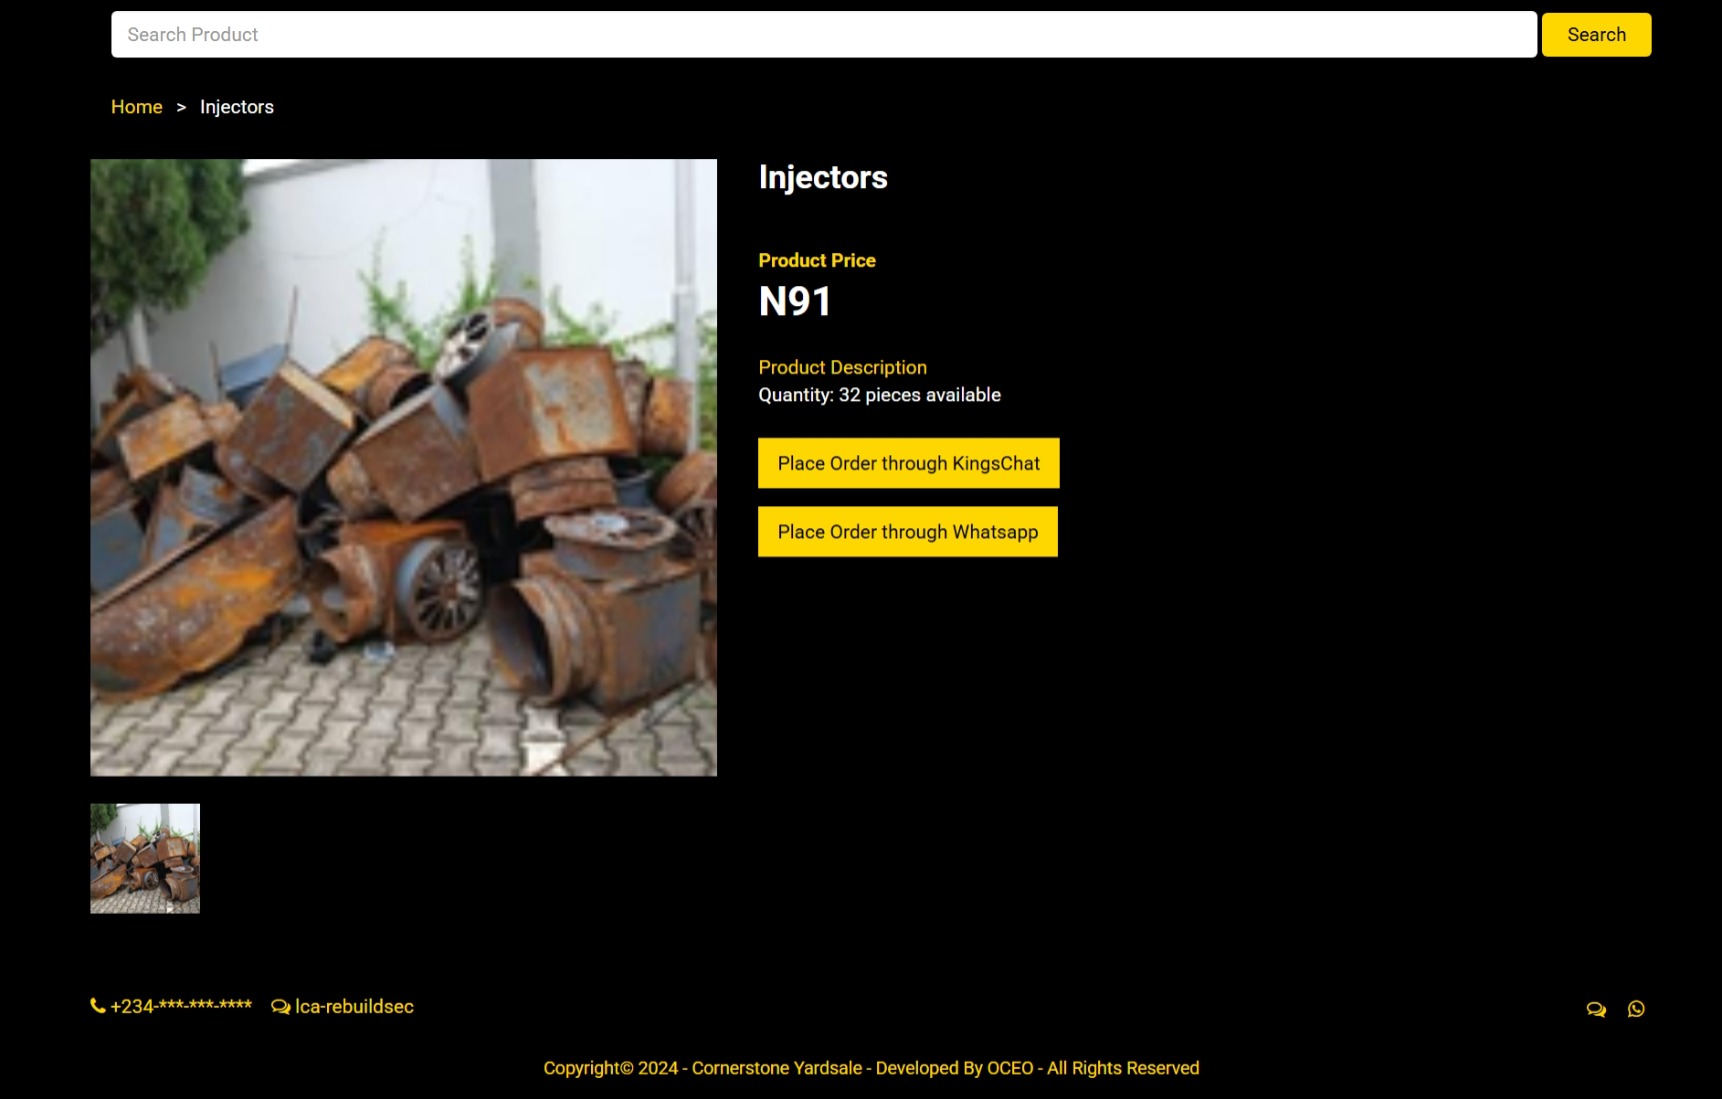 Search Product
Search
Home > Injectors
Injectors
Product Price
N91
Product Description
Quantity: 32 pieces available
Place Order through KingsChat
Place Order through Whatsapp
+234-***-***-**** lca-rebuildsec
Copyright© 2024 - Cornerstone Yardsale - Developed By OCEO - All Rights Reserved